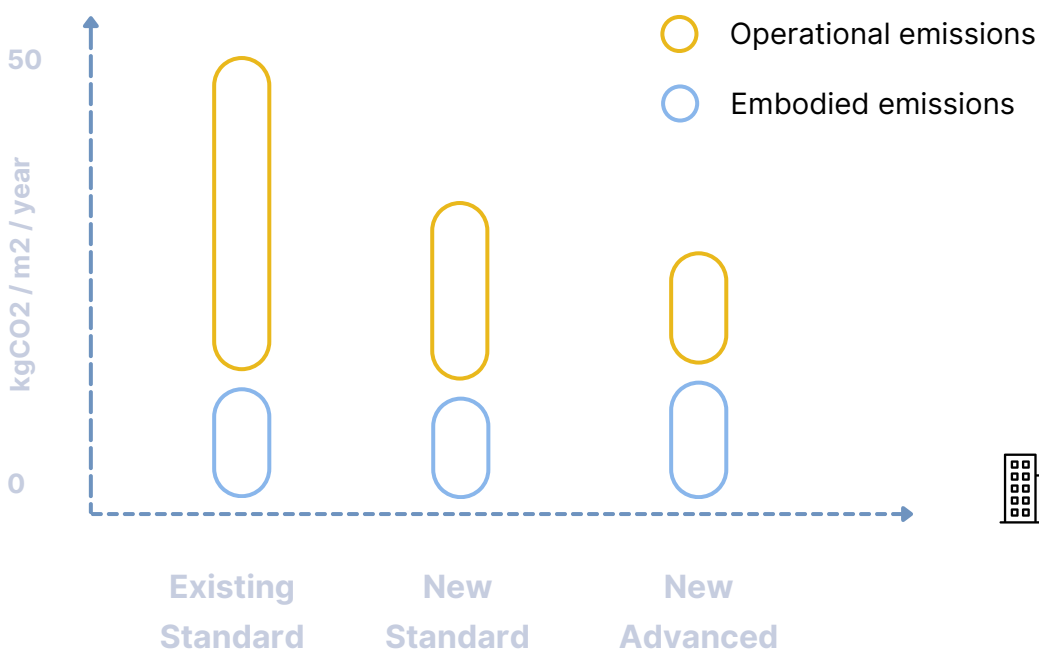 Operational emissions
Embodied emissions
50
kgCO2 / m2 / year
0
Existing
Standard
New
Standard
New
Advanced